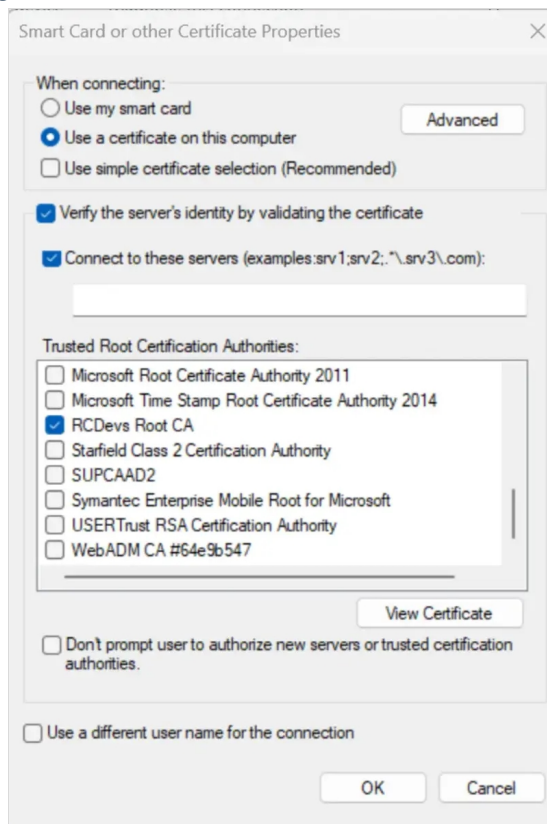 Smart Card or other Certificate Properties
When connecting:
Use my smart card
Advanced
Use a certificate on this computer
Use simple certificate selection (Recommended)
Verify the server's identity by validating the certificate
Connect to these servers (examples:srv1;srv2;.*\.srv3\.com):
Trusted Root Certification Authorities:
Microsoft Root Certificate Authority 2011
Microsoft Time Stamp Root Certificate Authority 2014
RCDevs Root CA
Starfield Class 2 Certification Authority
SUPCAAD2
Symantec Enterprise Mobile Root for Microsoft
USERTrust RSA Certification Authority
WebADM CA #64e9b547
View Certificate
Don't prompt user to authorize new servers or trusted certification
authorities.
Use a different user name for the connection
OK
Cancel